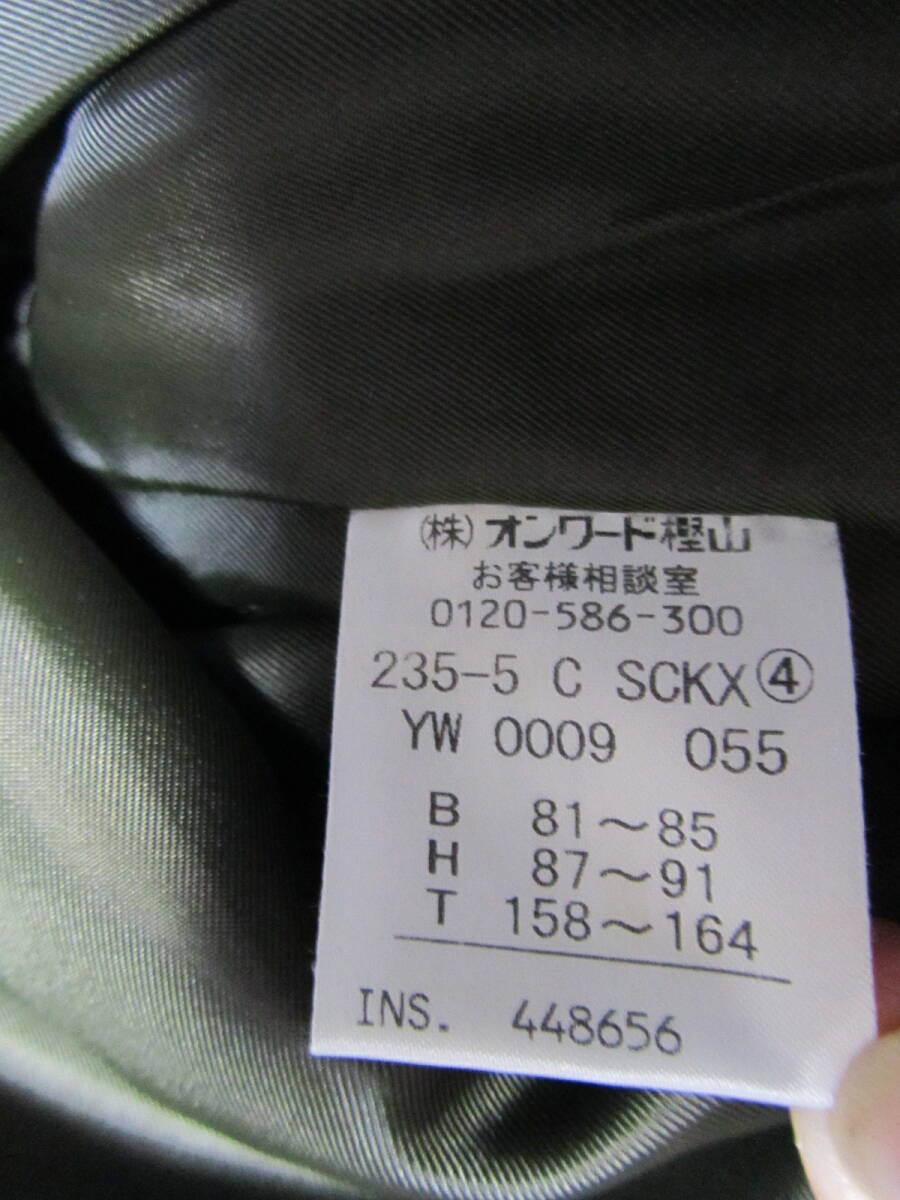 (株)オンワード樫山
お客様相談室
0120-586-300
235-5 C SCKX④
YW 0009 055
B 81~85
H 87~91
T 158~164
INS. 448656